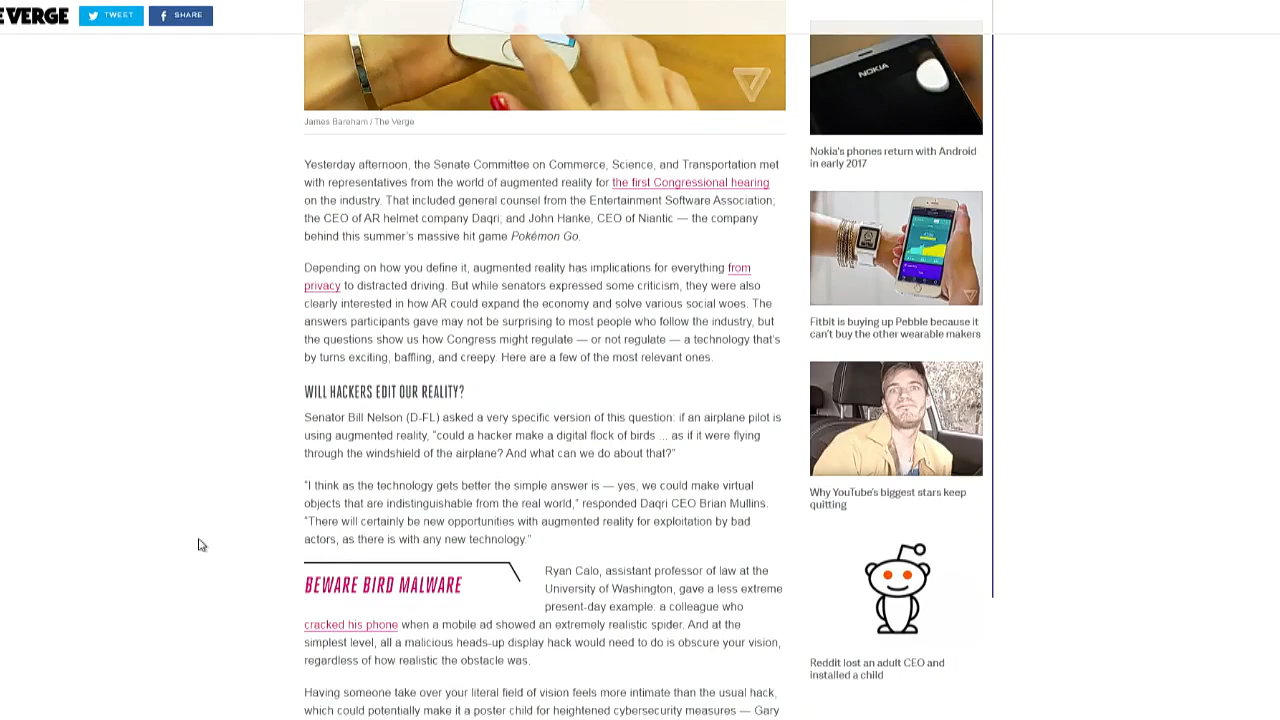 E VERGE
TWEET
SHARE
NOKIA
James Bareham / The Verge
Yesterday afternoon, the Senate Committee on Commerce, Science, and Transportation met
with representatives from the world of augmented reality for the first Congressional hearing
on the industry. That included general counsel from the Entertainment Software Association;
the CEO of AR helmet company Daqri; and John Hanke, CEO of Niantic — the company
behind this summer's massive hit game Pokémon Go.
Depending on how you define it, augmented reality has implications for everything from
privacy to distracted driving. But while senators expressed some criticism, they were also
clearly interested in how AR could expand the economy and solve various social woes. The
answers participants gave may not be surprising to most people who follow the industry, but
the questions show us how Congress might regulate — or not regulate — a technology that's
by turns exciting, baffling, and creepy. Here are a few of the most relevant ones.
WILL HACKERS EDIT OUR REALITY?
Senator Bill Nelson (D-FL) asked a very specific version of this question: if an airplane pilot is
using augmented reality, "could a hacker make a digital flock of birds ... as if it were flying
through the windshield of the airplane? And what can we do about that?"
"I think as the technology gets better the simple answer is — yes, we could make virtual
objects that are indistinguishable from the real world," responded Daqri CEO Brian Mullins.
"There will certainly be new opportunities with augmented reality for exploitation by bad
actors, as there is with any new technology."
BEWARE BIRD MALWARE
Ryan Calo, assistant professor of law at the
University of Washington, gave a less extreme
present-day example: a colleague who
cracked his phone when a mobile ad showed an extremely realistic spider. And at the
simplest level, all a malicious heads-up display hack would need to do is obscure your vision,
regardless of how realistic the obstacle was.
Having someone take over your literal field of vision feels more intimate than the usual hack,
which could potentially make it a poster child for heightened cybersecurity measures — Gary
Nokia's phones return with Android
in early 2017
Fitbit is buying up Pebble because it
can't buy the other wearable makers
Why YouTube's biggest stars keep
quitting
Reddit lost an adult CEO and
installed a child